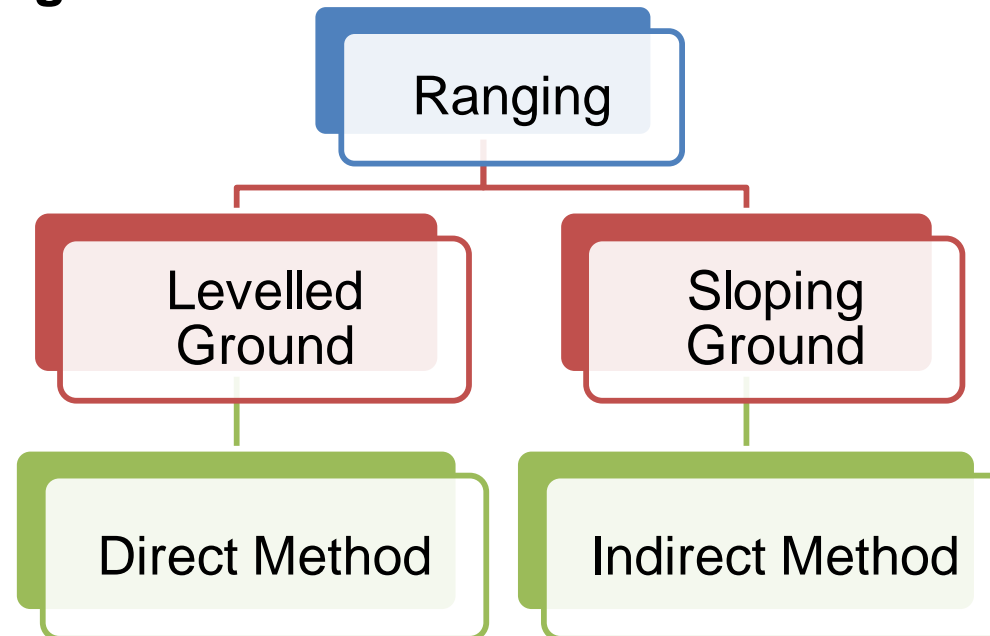 Ranging
Levelled
Ground
Sloping
Ground
Direct Method
Indirect Method